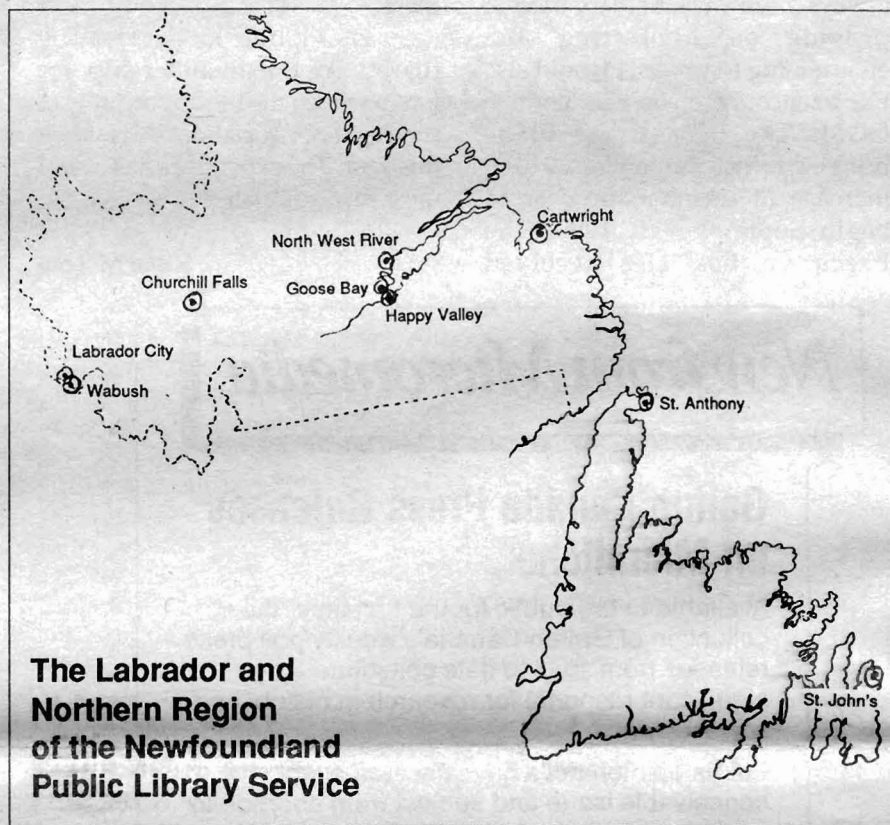 Cartwright
North West River
Churchill Falls
Goose Bay
Happy Valley
Labrador City
Wabush
St. Anthony
The Labrador and
Northern Region
of the Newfoundland
Public Library Service
St. John's